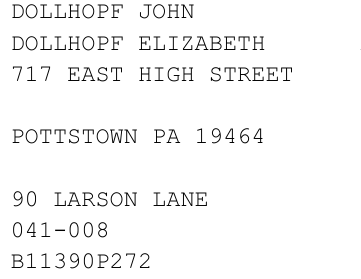 DOLLHOPF JOHN
DOLLHOPF ELIZABETH
717 EAST HIGH STREET
POTTSTOWN PA 19464
90 LARSON LANE
041-008
B11390P272